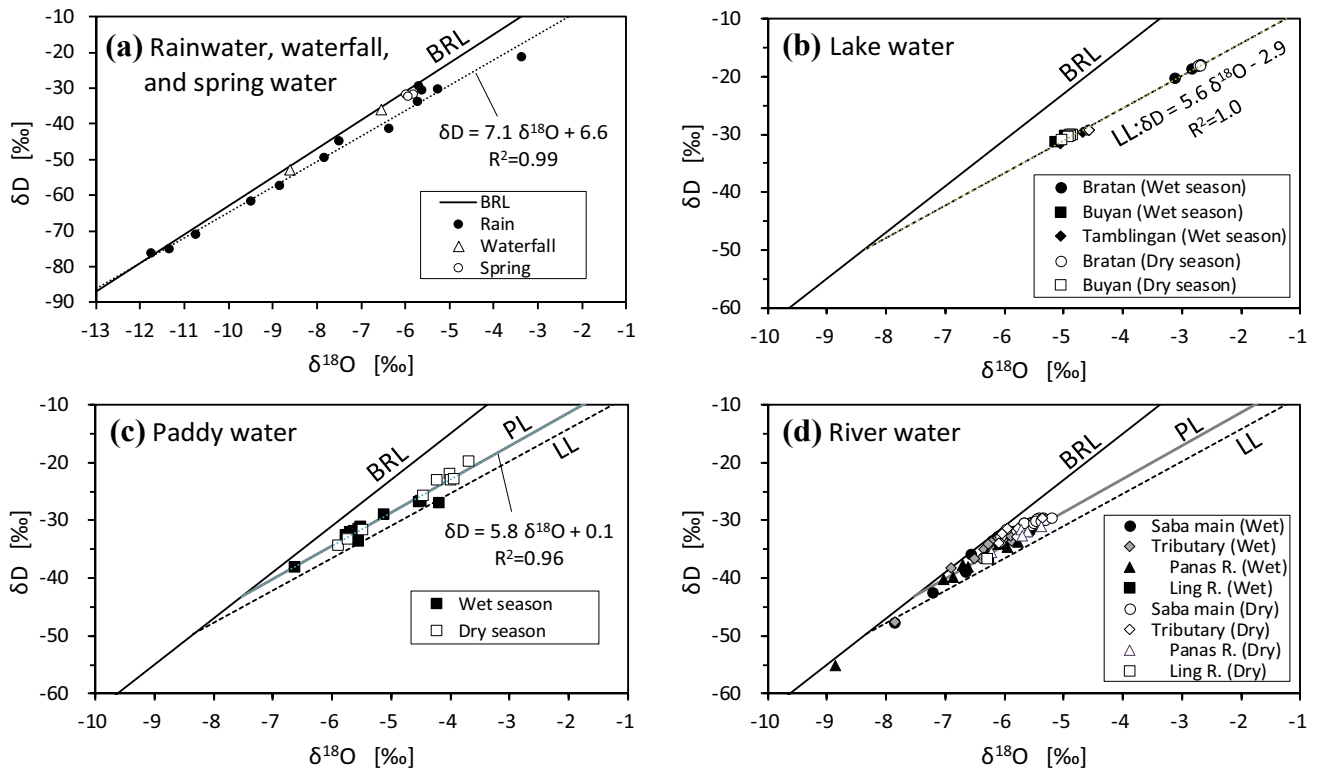 (a) Rainwater, waterfall,
and spring water
BRL
δD = 7.1 δ¹⁸O + 6.6
R²=0.99
BRL
Rain
Waterfall
Spring
-10
-20
-30
-40
-50
-60
-70
-80
-90
δD [‰]
-13 -12 -11 -10 -9 -8 -7 -6 -5 -4 -3 -2 -1
δ¹⁸O [‰]
(b) Lake water
BRL
LL:δD = 5.6 δ¹⁸O - 2.9
R²=1.0
Bratan (Wet season)
Buyan (Wet season)
Tamblingan (Wet season)
Bratan (Dry season)
Buyan (Dry season)
-10
-20
-30
-40
-50
-60
δD [‰]
-10 -9 -8 -7 -6 -5 -4 -3 -2 -1
δ¹⁸O [‰]
(c) Paddy water
BRL
PL
LL
δD = 5.8 δ¹⁸O + 0.1
R²=0.96
Wet season
Dry season
-10
-20
-30
-40
-50
-60
δD [‰]
-10 -9 -8 -7 -6 -5 -4 -3 -2 -1
δ¹⁸O [‰]
(d) River water
BRL
PL
LL
Saba main (Wet)
Tributary (Wet)
Panas R. (Wet)
Ling R. (Wet)
Saba main (Dry)
Tributary (Dry)
Panas R. (Dry)
Ling R. (Dry)
-10
-20
-30
-40
-50
-60
δD [‰]
-10 -9 -8 -7 -6 -5 -4 -3 -2 -1
δ¹⁸O [‰]